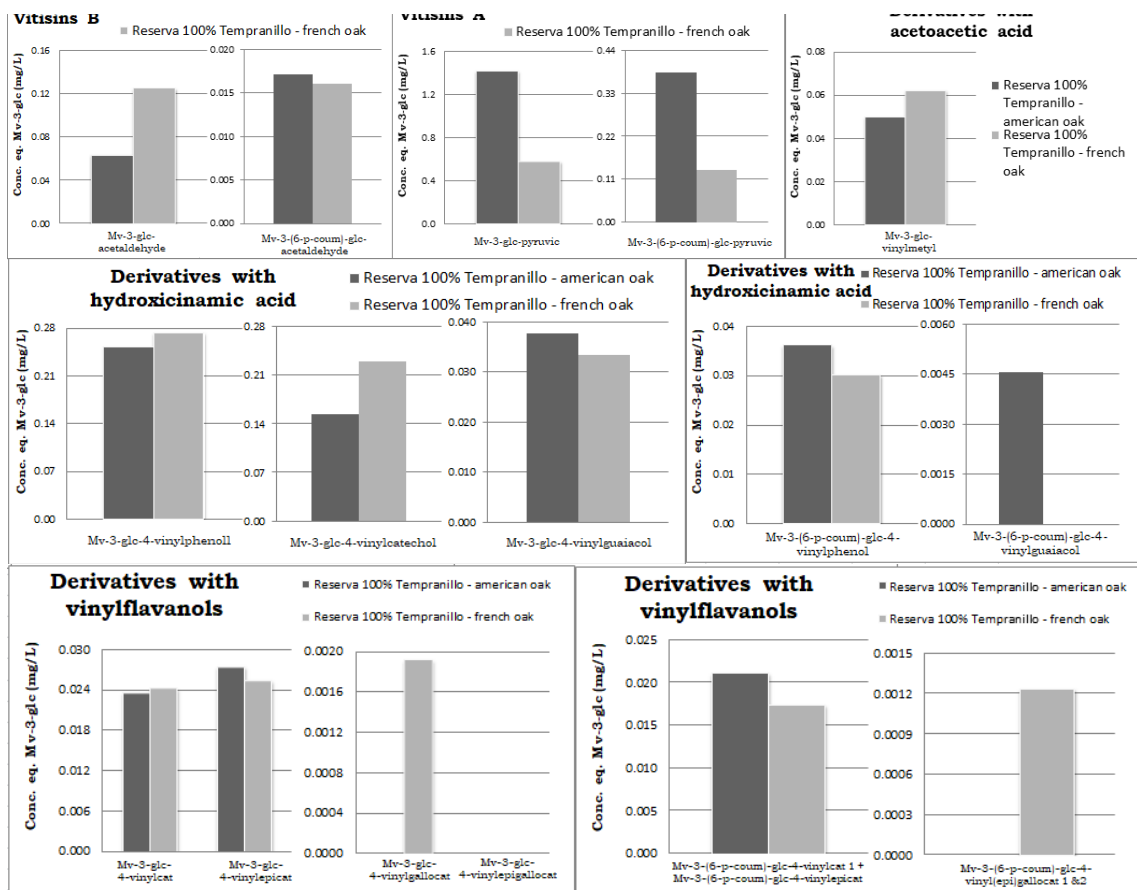 Vitisins B
Reserva 100% Tempranillo - french oak
Conc. eq. Mv-3-glc (mg/L)
0.16
0.12
0.08
0.04
0.00
Mv-3-glc-
acetaldehyde
0.020
0.015
0.010
0.005
0.000
Mv-3-(6-p-coum)-glc-
acetaldehyde
Vitisins A
Reserva 100% Tempranillo - french oak
Conc. eq. Mv-3-glc (mg/L)
1.6
1.2
0.8
0.4
0.0
Mv-3-glc-pyruvic
0.44
0.33
0.22
0.11
0.00
Mv-3-(6-p-coum)-glc-pyruvic
Derivatives with
acetoacetic acid
Conc. eq. Mv-3-glc (mg/L)
0.08
0.06
0.04
0.02
0.00
Mv-3-glc-
vinylmetyl
Reserva 100%
Tempranillo -
american oak
Reserva 100%
Tempranillo - french
oak
Derivatives with
hydroxicinamic acid
Reserva 100% Tempranillo - american oak
Reserva 100% Tempranillo - french oak
Conc. eq. Mv-3-glc (mg/L)
0.28
0.21
0.14
0.07
0.00
Mv-3-glc-4-vinylphenoll
0.28
0.21
0.14
0.07
0.00
Mv-3-glc-4-vinylcatechol
0.040
0.030
0.020
0.010
0.000
Mv-3-glc-4-vinylguaiacol
Derivatives with
hydroxicinamic acid
Reserva 100% Tempranillo - american oak
Reserva 100% Tempranillo - french oak
Conc. eq. Mv-3-glc (mg/L)
0.04
0.03
0.02
0.01
0.00
Mv-3-(6-p-coum)-glc-4-
vinylphenol
0.0060
0.0045
0.0030
0.0015
0.0000
Mv-3-(6-p-coum)-glc-4-
vinylguaiacol
Derivatives with
vinylflavanols
Reserva 100% Tempranillo - american oak
Reserva 100% Tempranillo - french oak
Conc. eq. Mv-3-glc (mg/L)
0.030
0.024
0.018
0.012
0.006
0.000
Mv-3-glc-
4-vinylcat
Mv-3-glc-
4-vinylepicat
0.0020
0.0016
0.0012
0.0008
0.0004
0.0000
Mv-3-glc-
4-vinylgallocat
Mv-3-glc-
4-vinylepigallocat
Derivatives with
vinylflavanols
Reserva 100% Tempranillo - american oak
Reserva 100% Tempranillo - french oak
Conc. eq. Mv-3-glc (mg/L)
0.025
0.020
0.015
0.010
0.005
0.000
Mv-3-(6-p-coum)-glc-4-vinylcat 1 +
Mv-3-(6-p-coum)-glc-4-vinylepicat
0.0015
0.0012
0.0009
0.0006
0.0003
0.0000
Mv-3-(6-p-coum)-glc-4-
vinyl(epi)gallocat 1 &2